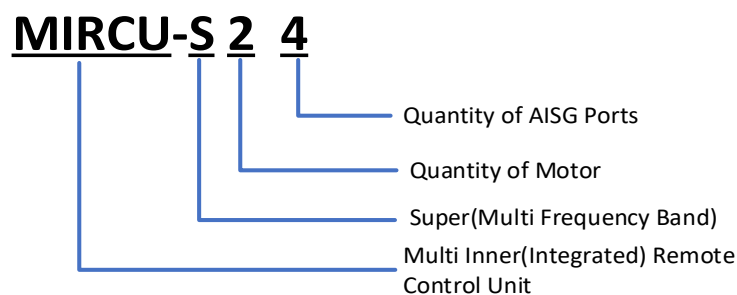 MIRCU-S 2 4
Quantity of AISG Ports
Quantity of Motor
Super(Multi Frequency Band)
Multi Inner(Integrated) Remote
Control Unit